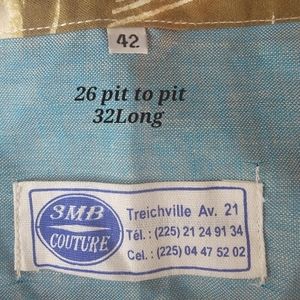 42
26 pit to pit
32Long
SMB
COUTURE
Treichville Av. 21
Tél. : (225) 21 24 91 34
Cel. : (225) 04 47 52 02